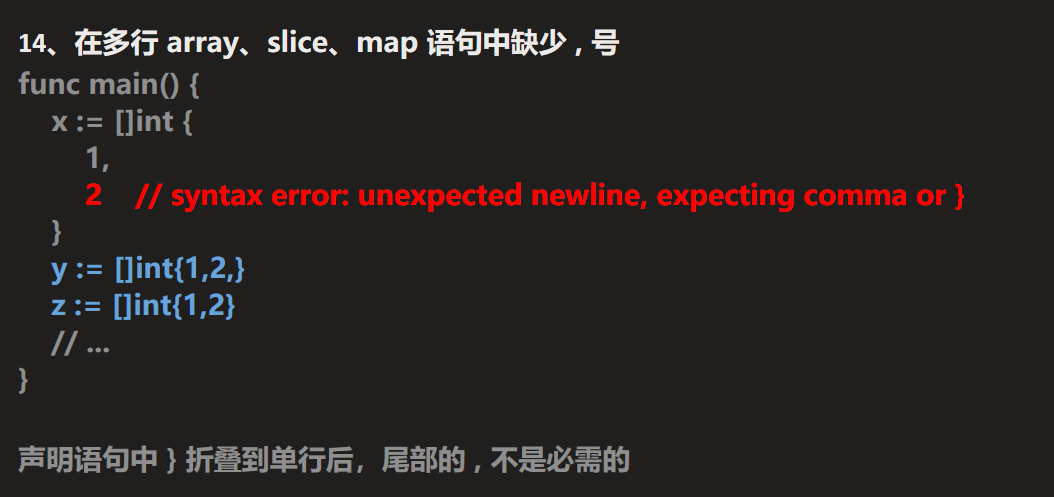 14、在多行 array、slice、map 语句中缺少 , 号
func main() {
    x := []int {
        1,
        2    // syntax error: unexpected newline, expecting comma or }
    }
    y := []int{1,2,}
    z := []int{1,2}
    // ...
}
声明语句中 } 折叠到单行后，尾部的 , 不是必需的